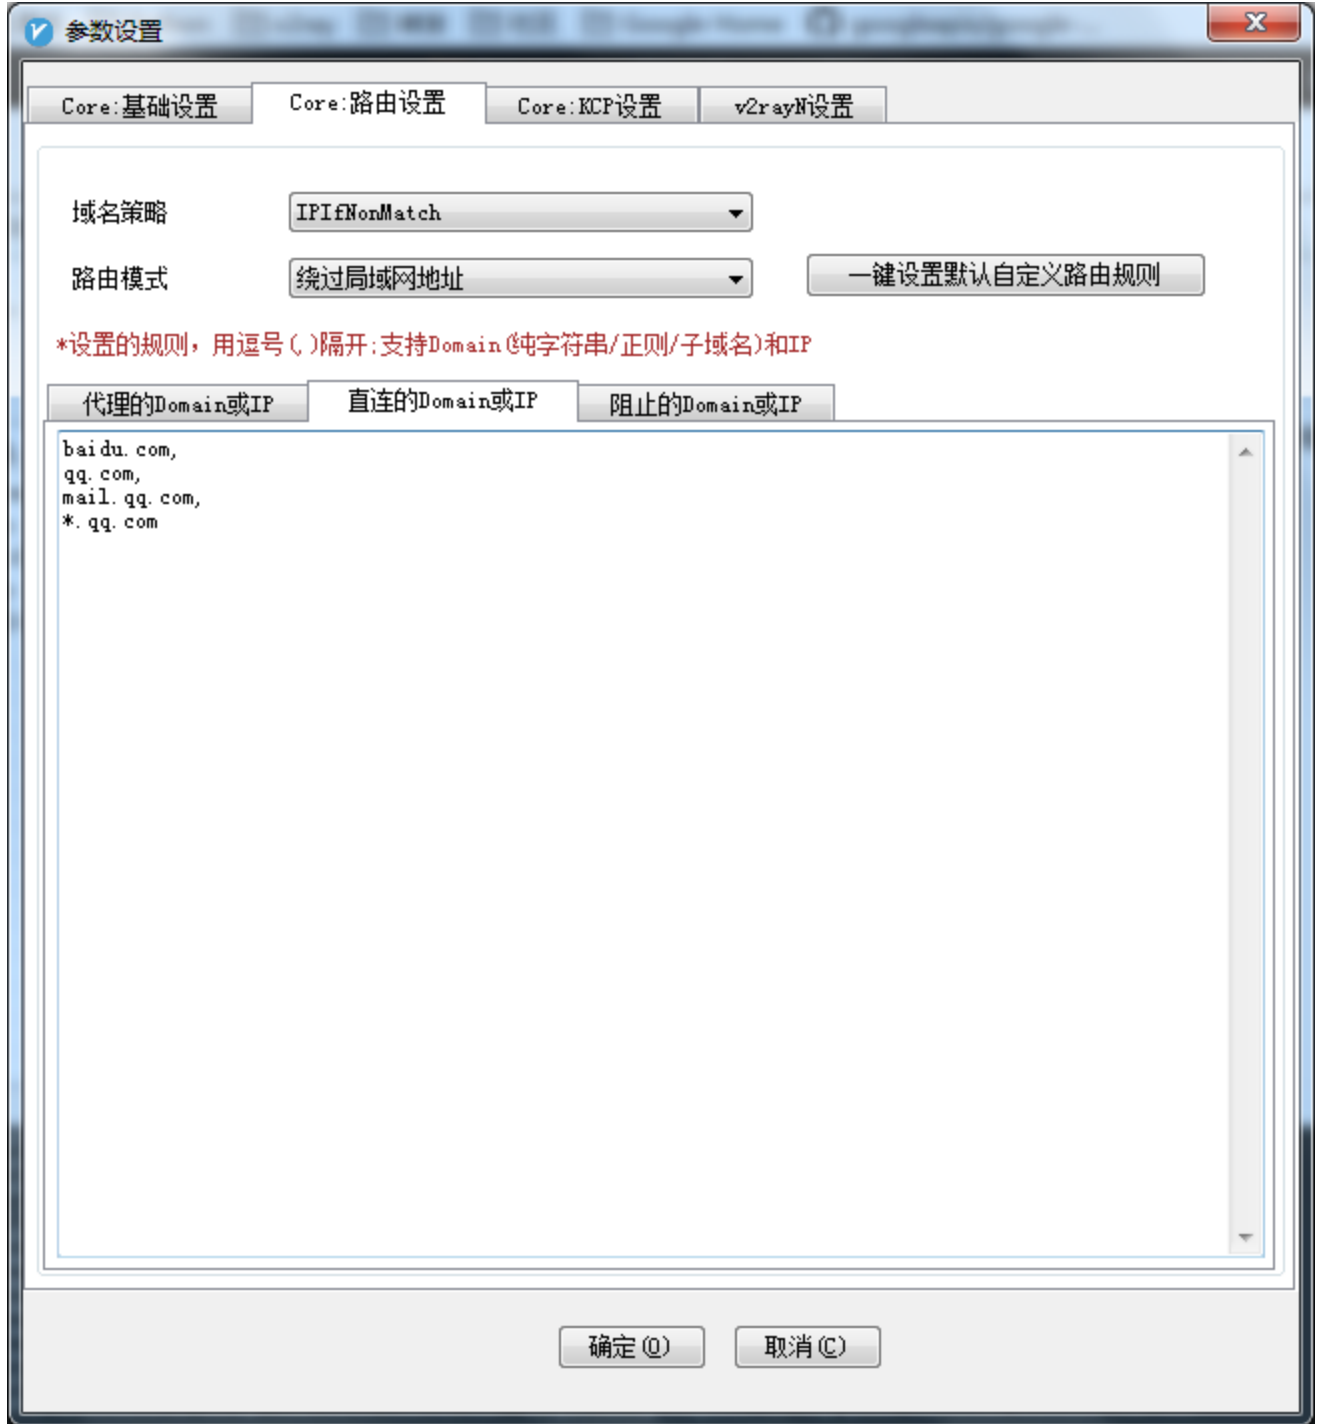 参数设置
Core:基础设置 Core:路由设置 Core:KCP设置 v2rayN设置
域名策略 IPIfNonMatch
路由模式 绕过局域网地址 一键设置默认自定义路由规则
*设置的规则，用逗号(,)隔开;支持Domain(纯字符串/正则/子域名)和IP
代理的Domain或IP 直连的Domain或IP 阻止的Domain或IP
baidu.com,
qq.com,
mail.qq.com,
*.qq.com
确定(O) 取消(C)